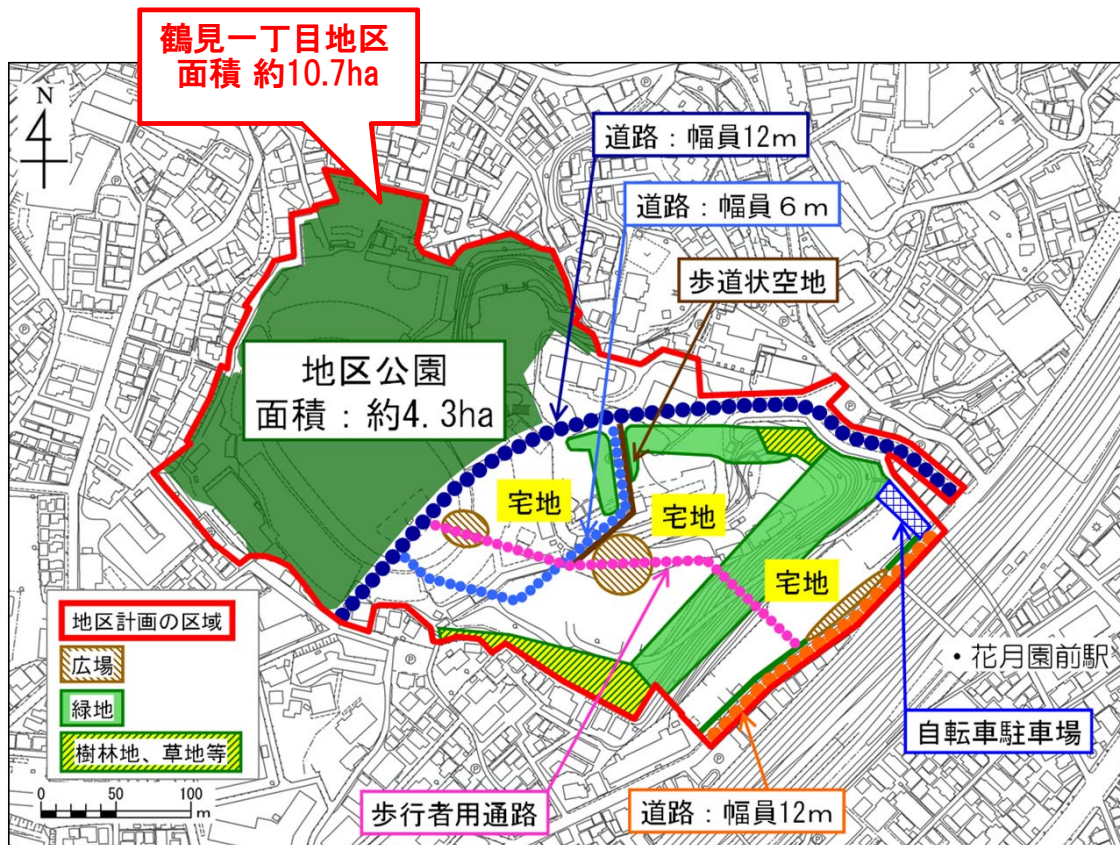 鶴見一丁目地区
面積 約10.7ha
N
道路：幅員12m
道路：幅員６ｍ
歩道状空地
地区公園
面積：約4.3ha
宅地
宅地
宅地
地区計画の区域
広場
緑地
樹林地、草地等
・花月園前駅
自転車駐車場
0 50 100
m
歩行者用通路
道路：幅員12m